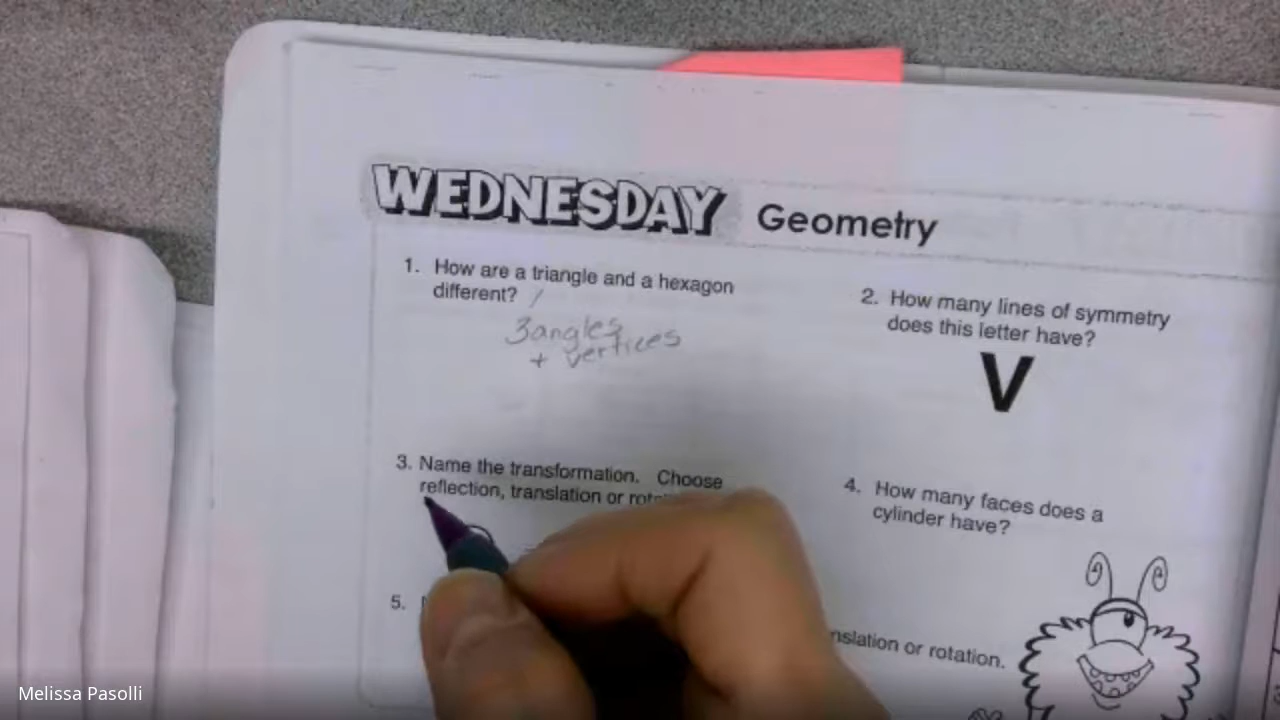 WEDNESDAY Geometry
1. How are a triangle and a hexagon
different?
3angles
+ vertices
2. How many lines of symmetry
does this letter have?
V
3. Name the transformation. Choose
reflection, translation or
4. How many faces does a
cylinder have?
5.
or rotation.
Melissa Pasolli